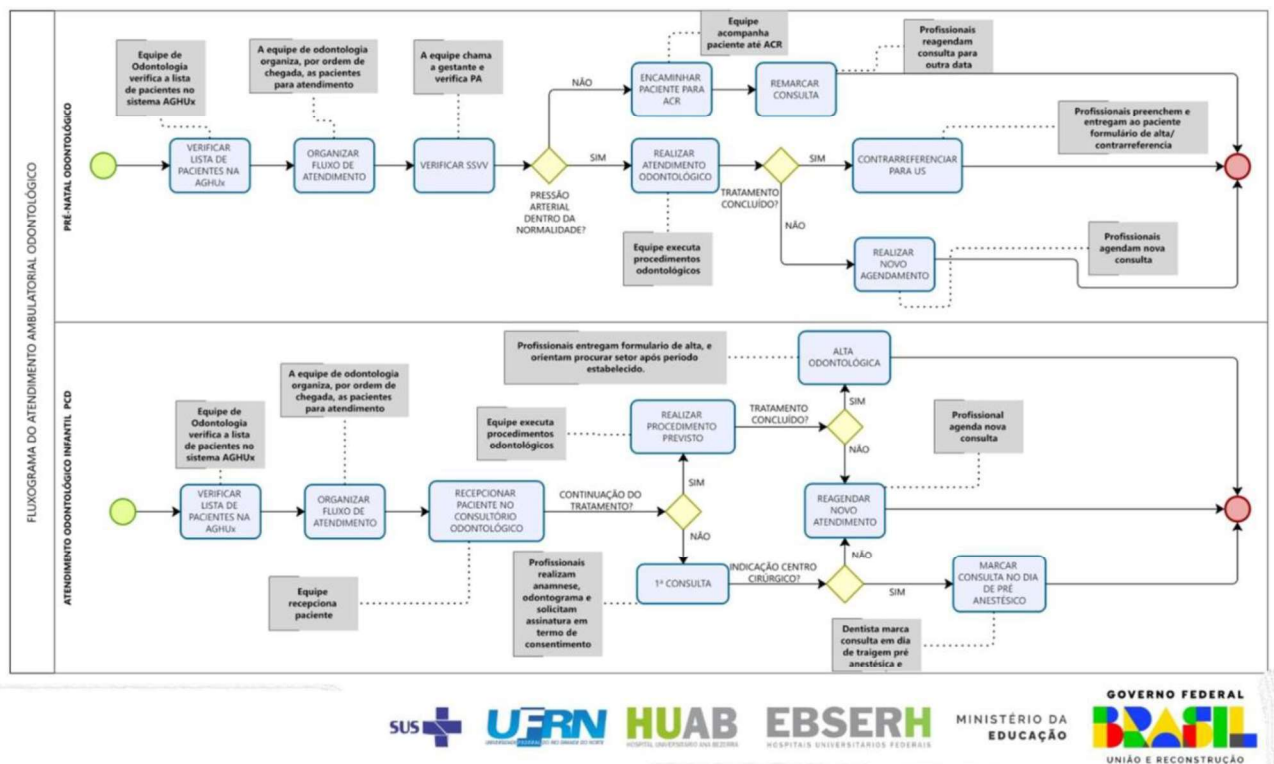 FLUXOGRAMA DO ATENDIMENTO AMBULATORIAL ODONTOLÓGICO
PRÉ-NATAL ODONTOLÓGICO
Equipe de
Odontologia
verifica a lista
de pacientes no
sistema AGHUx
A equipe de odontologia
organiza, por ordem de
chegada, as pacientes
para atendimento
A equipe chama
a gestante e
verifica PA
Equipe
acompanha
paciente até ACR
Profissionais
reagendam
consulta para
outra data
NÃO
ENCAMINHAR
PACIENTE PARA
ACR
REMARCAR
CONSULTA
Profissionais preenchem e
entregam ao paciente
formulário de alta/
contrarreferencia
VERIFICAR
LISTA DE
PACIENTES NA
AGHUx
ORGANIZAR
FLUXO DE
ATENDIMENTO
VERIFICAR SSVV
SIM
REALIZAR
ATENDIMENTO
ODONTOLÓGICO
SIM
CONTRARREFERENCIAR
PARA US
PRESSÃO
ARTERIAL
DENTRO DA
NORMALIDADE?
TRATAMENTO
CONCLUÍDO?
NÃO
Equipe executa
procedimentos
odontológicos
REALIZAR
NOVO
AGENDAMENTO
Profissionais
agendam nova
consulta
ATENDIMENTO ODONTOLÓGICO INFANTIL PCD
Profissionais entregam formulario de alta, e
orientam procurar setor após período
estabelecido.
ALTA
ODONTOLÓGICA
A equipe de odontologia
organiza, por ordem de
chegada, as pacientes
para atendimento
Equipe de
Odontologia
verifica a lista
de pacientes no
sistema AGHUx
Equipe executa
procedimentos
odontológicos
REALIZAR
PROCEDIMENTO
PREVISTO
TRATAMENTO
CONCLUÍDO?
SIM
NÃO
Profissional
agenda nova
consulta
VERIFICAR
LISTA DE
PACIENTES NA
AGHUx
ORGANIZAR
FLUXO DE
ATENDIMENTO
RECEPCIONAR
PACIENTE NO
CONSULTÓRIO
ODONTOLÓGICO
CONTINUAÇÃO DO
TRATAMENTO?
SIM
NÃO
REAGENDAR
NOVO
ATENDIMENTO
Equipe
recepciona
paciente
Profissionais
realizam
anamnese,
odontograma e
solicitam
assinatura em
termo de
consentimento
1ª CONSULTA
INDICAÇÃO CENTRO
CIRÚRGICO?
NÃO
SIM
MARCAR
CONSULTA NO DIA
DE PRÉ
ANESTÉSICO
Dentista marca
consulta em dia
de traigem pré
anestésica e
SUS
UFRN
UNIVERSIDADE FEDERAL DO RIO GRANDE DO NORTE
HUAB
HOSPITAL UNIVERSITÁRIO ANA BEZERRA
EBSERH
HOSPITAIS UNIVERSITÁRIOS FEDERAIS
MINISTÉRIO DA
EDUCAÇÃO
GOVERNO FEDERAL
BRASIL
UNIÃO E RECONSTRUÇÃO